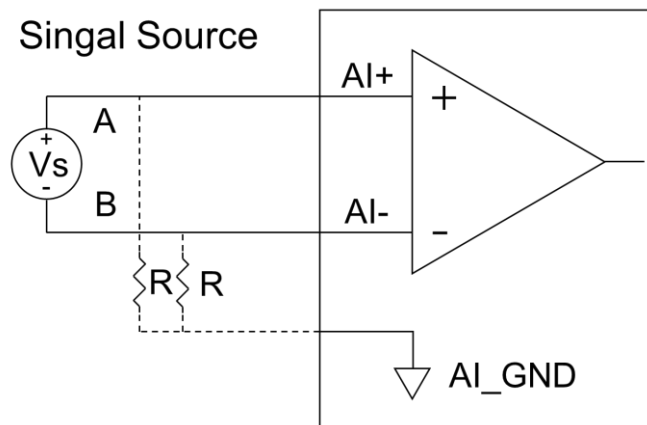 Singal Source
AI+
A
+
+
Vs
-
B
AI-
-
R
R
AI_GND